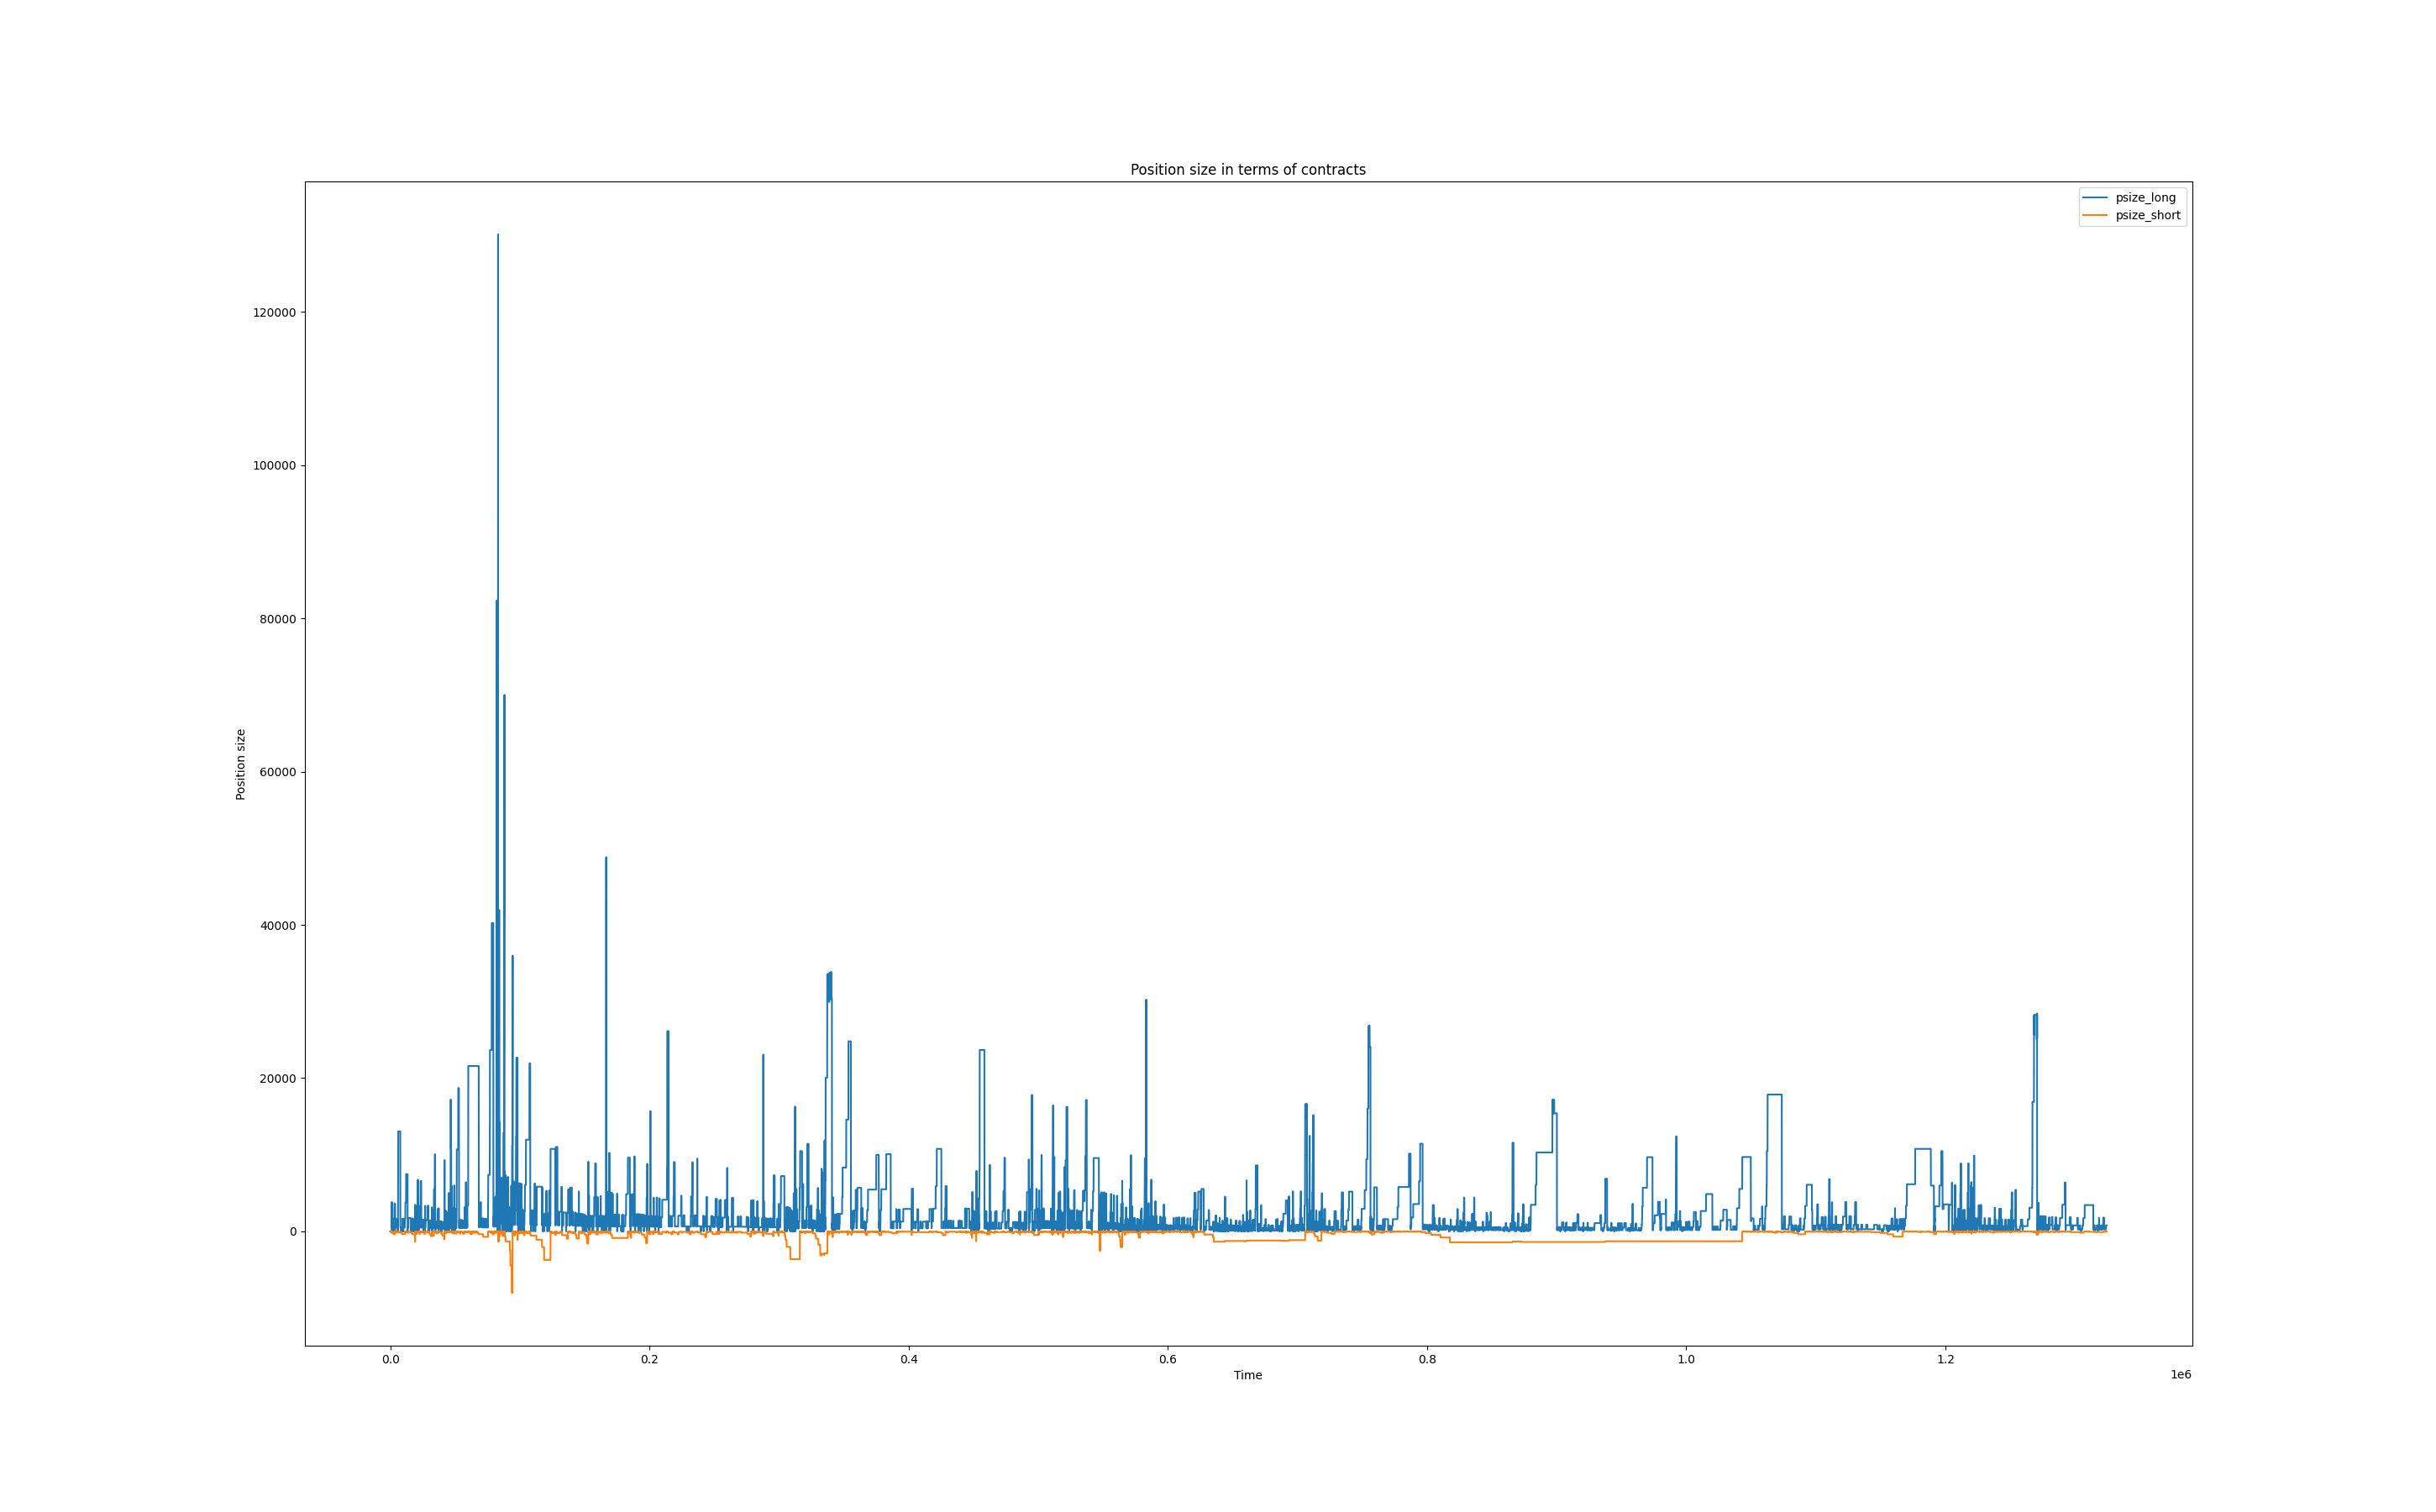 Position size in terms of contracts
psize_long
psize_short
120000
100000
80000
60000
40000
20000
0
Position size
0.0
0.2
0.4
0.6
0.8
1.0
1.2
1e6
Time